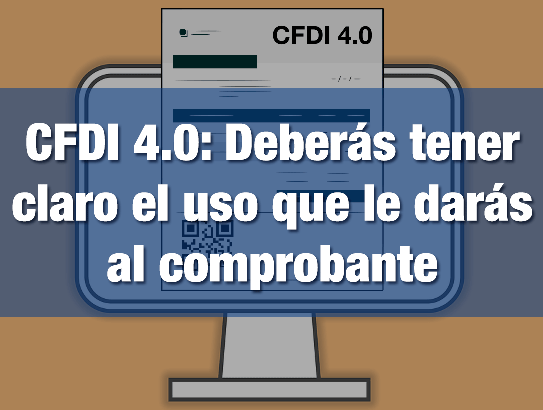 CFDI 4.0
CFDI 4.0: Deberás tener
claro el uso que le darás
al comprobante